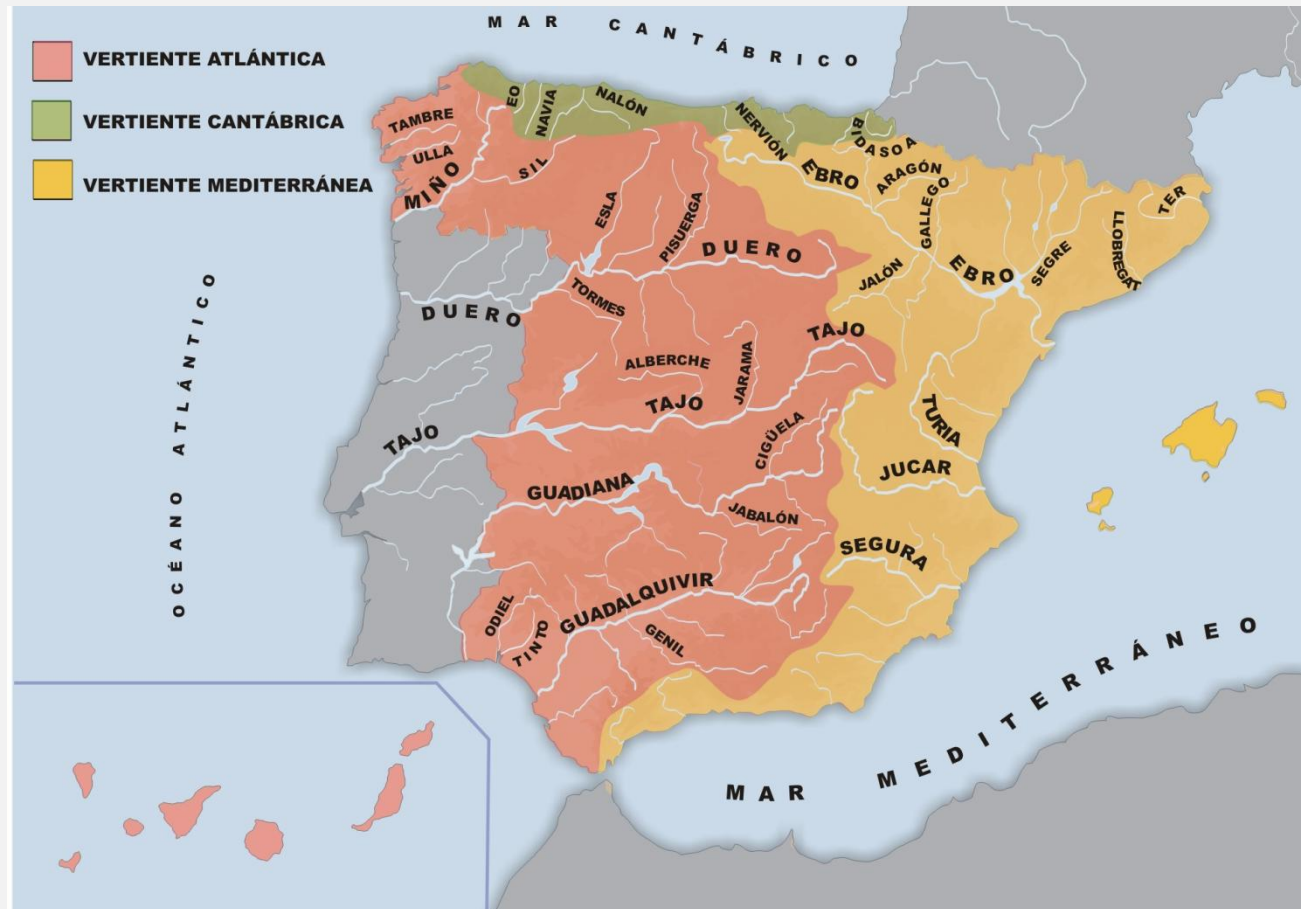 MAR CANTÁBRICO
VERTIENTE ATLÁNTICA
VERTIENTE CANTÁBRICA
VERTIENTE MEDITERRÁNEA
EO
NAVIA
NALÓN
NERVIÓN
BIDASOA
TAMBRE
ULLA
MIÑO
SIL
ESLA
PISUERGA
EBRO
ARAGÓN
GALLEGO
SEGRE
LLOBREGAT
TER
DUERO
JALÓN
EBRO
TORMES
DUERO
TAJO
ALBERCHE
JARAMA
TAJO
TAJO
CIGÜELA
TURIA
JUCAR
GUADIANA
JABALÓN
SEGURA
GUADALQUIVIR
ODIEL
TINTO
GENIL
OCÉANO ATLÁNTICO
MAR MEDITERRÁNEO